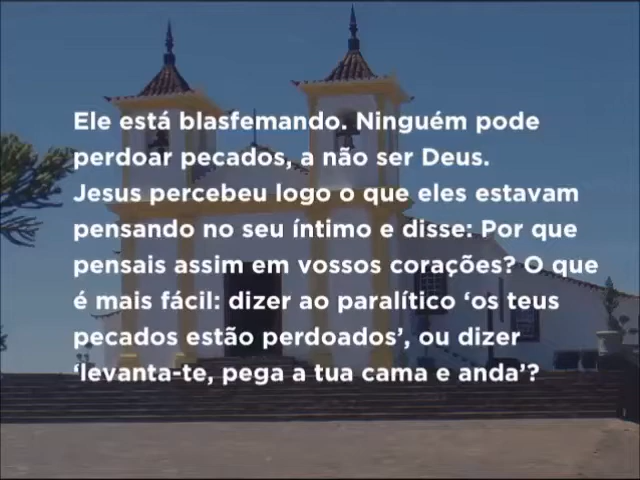 Ele está blasfemando. Ninguém pode
perdoar pecados, a não ser Deus.
Jesus percebeu logo o que eles estavam
pensando no seu íntimo e disse: Por que
pensais assim em vossos corações? O que
é mais fácil: dizer ao paralítico ‘os teus
pecados estão perdoados’, ou dizer
‘levanta-te, pega a tua cama e anda’?